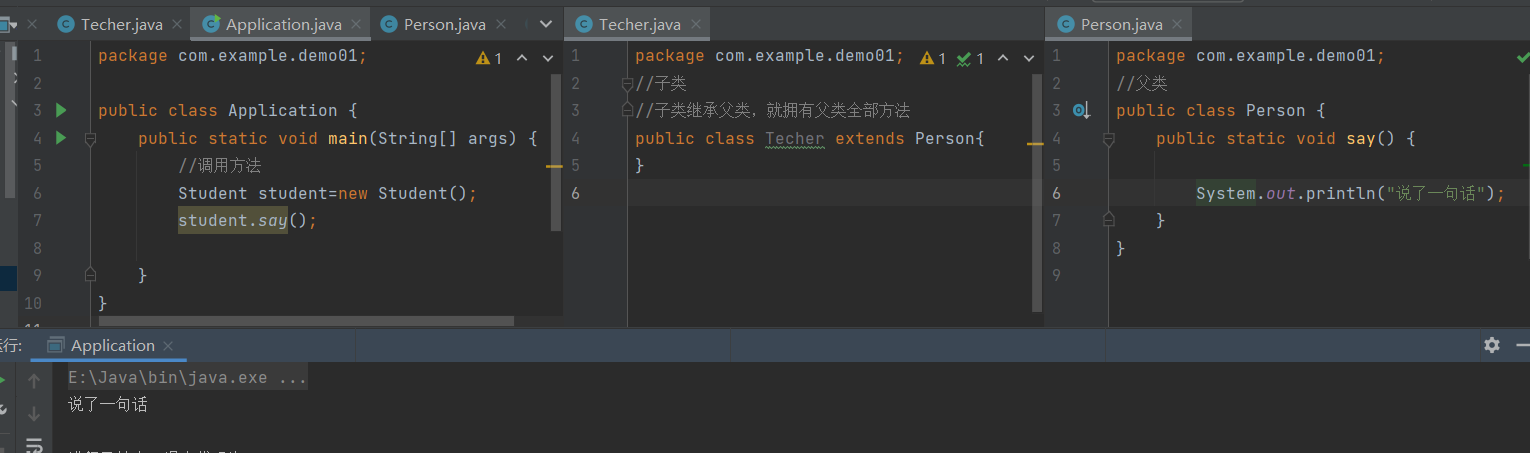 Techer.java Application.java Person.java Techer.java Person.java
1 package com.example.demo01; 1
2
3 public class Application {
4 public static void main(String[] args) {
5 //调用方法
6 Student student=new Student();
7 student.say();
8
9 }
10 }
11
1 package com.example.demo01; 1 1
2 //子类
3 //子类继承父类，就拥有父类全部方法
4 public class Techer extends Person{
5 }
6
1 package com.example.demo01;
2 //父类
3 public class Person {
4 public static void say() {
5
6 System.out.println("说了一句话");
7 }
8 }
9
行: Application
E:\Java\bin\java.exe ...
说了一句话